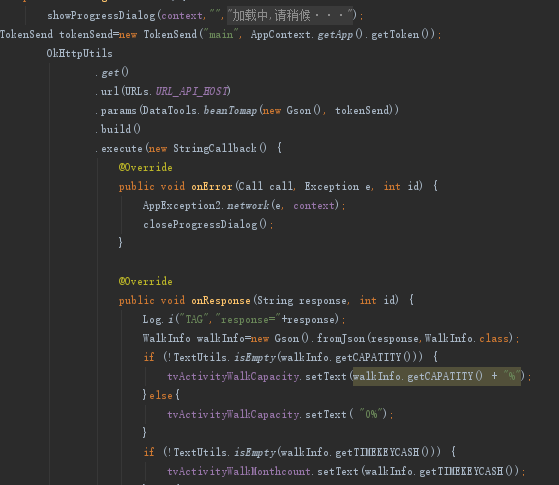 showProgressDialog(context,"","加载中,请稍候···");
TokenSend tokenSend=new TokenSend("main", AppContext.getApp().getToken());
OkHttpUtils
.get()
.url(URLs.URL_API_HOST)
.params(DataTools.beanTomap(new Gson(), tokenSend))
.build()
.execute(new StringCallback() {
@Override
public void onError(Call call, Exception e, int id) {
AppException2.network(e, context);
closeProgressDialog();
}
@Override
public void onResponse(String response, int id) {
Log.i("TAG","response="+response);
WalkInfo walkInfo=new Gson().fromJson(response,WalkInfo.class);
if (!TextUtils.isEmpty(walkInfo.getCAPATITY())) {
tvActivityWalkCapacity.setText(walkInfo.getCAPATITY() + "%");
}else{
tvActivityWalkCapacity.setText( "0%");
}
if (!TextUtils.isEmpty(walkInfo.getTIMEKEYCASH())) {
tvActivityWalkMonthcount.setText(walkInfo.getTIMEKEYCASH());